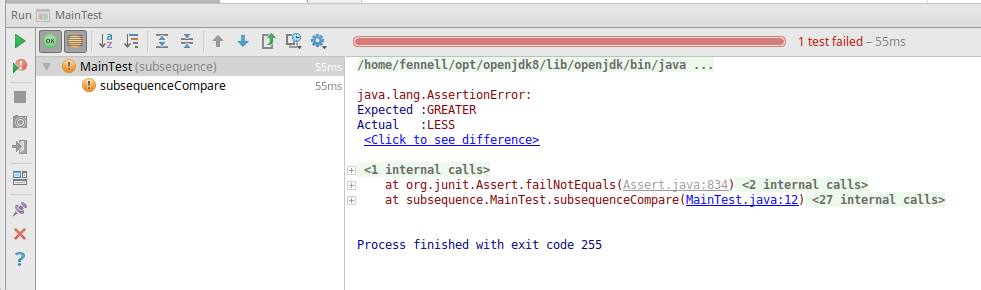 Run MainTest
OK
a
z
1 test failed – 55ms
MainTest (subsequence) 55ms
subsequenceCompare 55ms
/home/fennell/opt/openjdk8/lib/openjdk/bin/java ...
java.lang.AssertionError:
Expected :GREATER
Actual   :LESS
<Click to see difference>
<1 internal calls>
at org.junit.Assert.failNotEquals(Assert.java:834) <2 internal calls>
at subsequence.MainTest.subsequenceCompare(MainTest.java:12) <27 internal calls>
Process finished with exit code 255
?